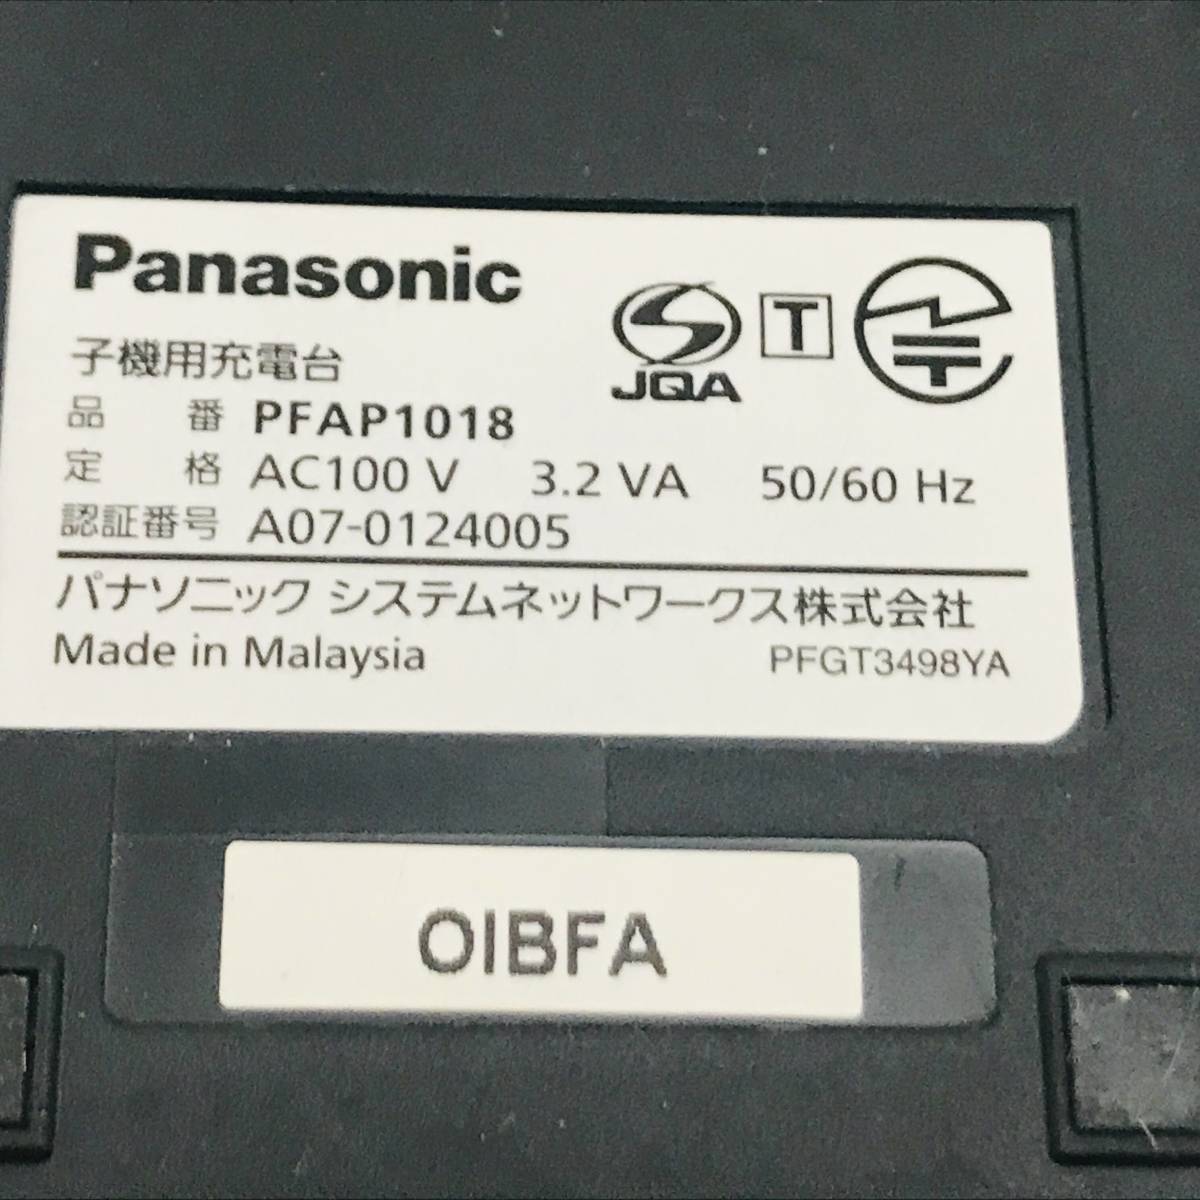 Panasonic
子機用充電台
JQA
T
品番 PFAP1018
定格 AC100 V 3.2 VA 50/60 Hz
認証番号 A07-0124005
パナソニック システムネットワークス株式会社
Made in Malaysia PFGT3498YA
OIBFA